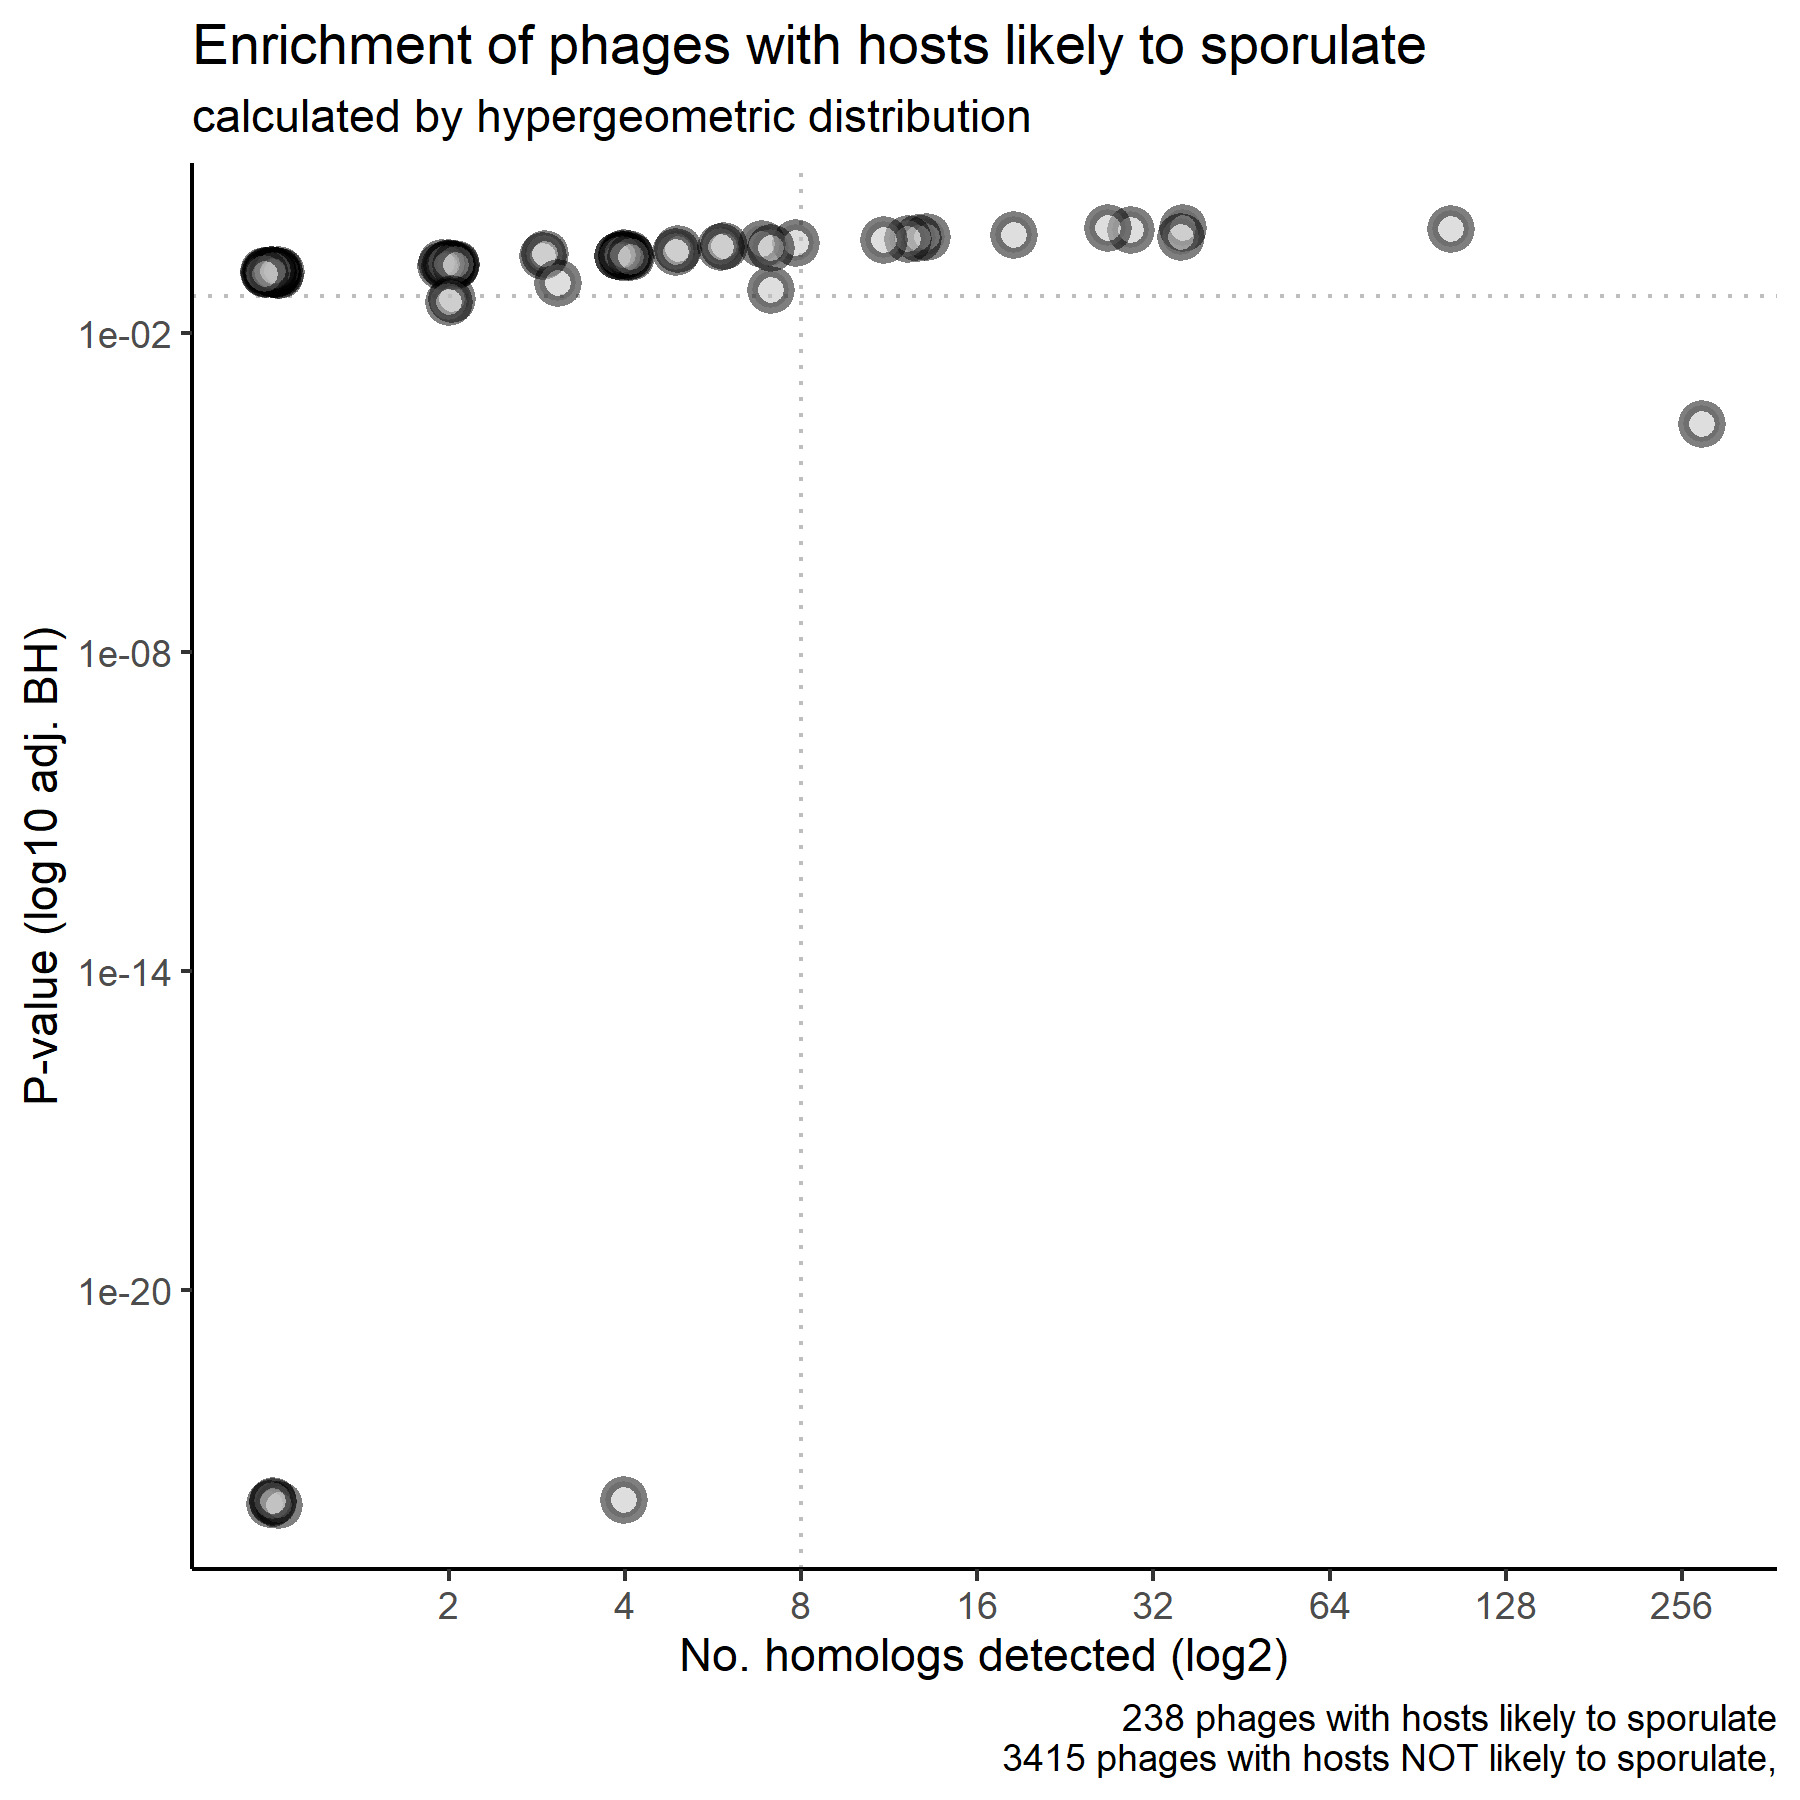 Enrichment of phages with hosts likely to sporulate
calculated by hypergeometric distribution
P-value (log10 adj. BH)
1e-02
1e-08
1e-14
1e-20
2 4 8 16 32 64 128 256
No. homologs detected (log2)
238 phages with hosts likely to sporulate
3415 phages with hosts NOT likely to sporulate,